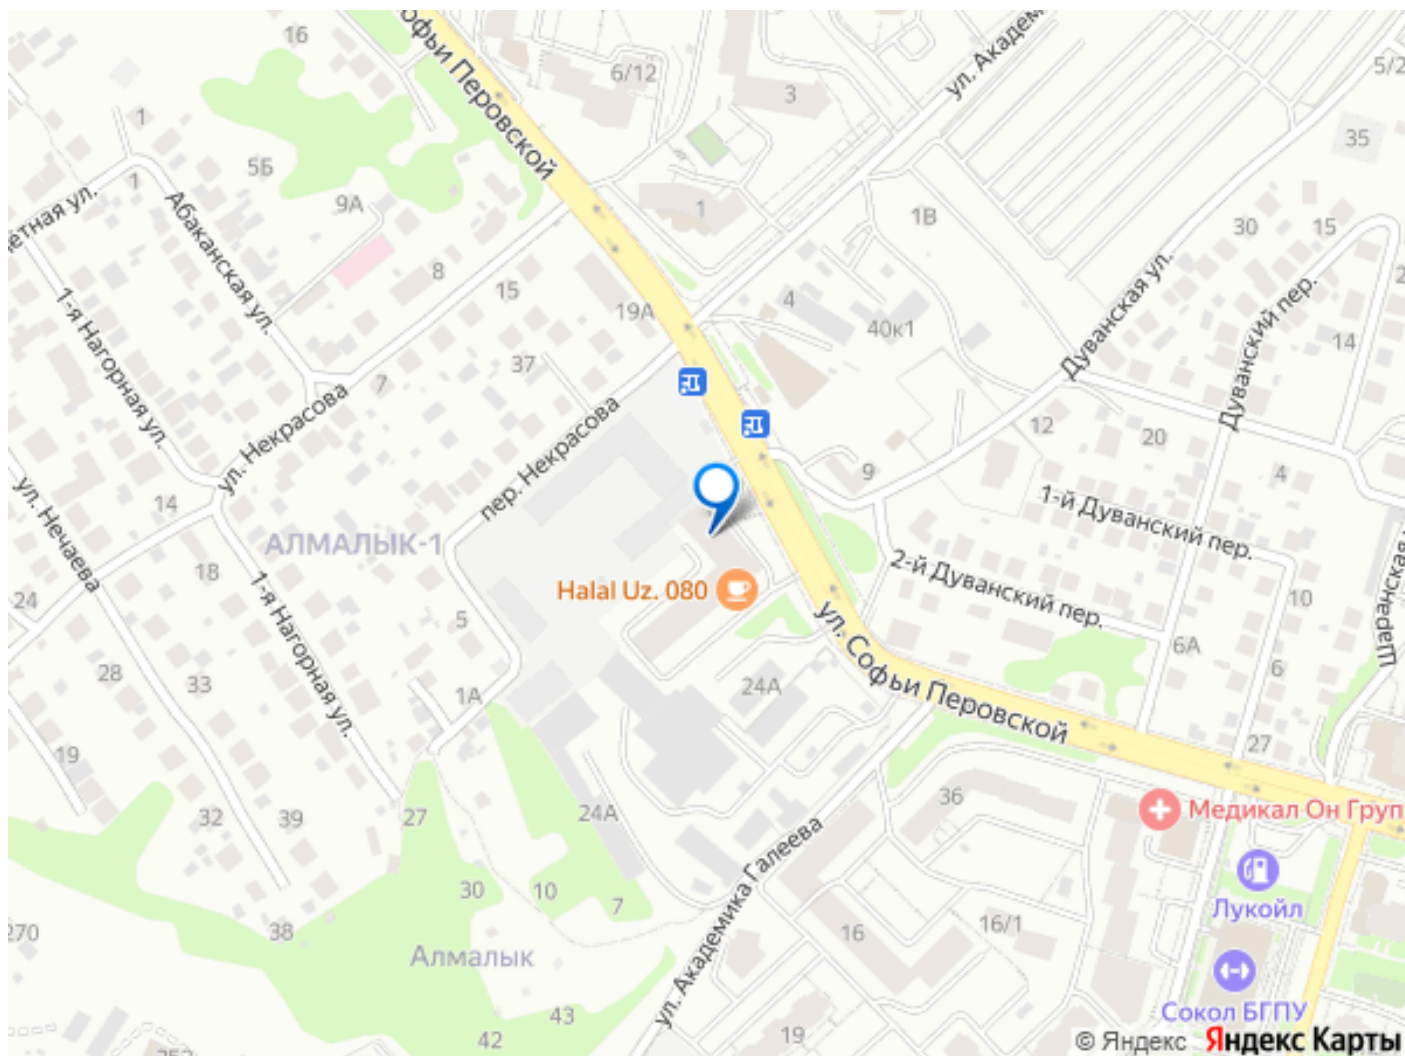 16
Софьи Перовской
6/12
3
ул. Академ
5/2
35
1
5Б
1
9А
Абаканская ул.
етная ул.
1
1В
30
15
8
15
19А
4
40к1
Дуванская ул.
Дуванский пер.
14
1-я Нагорная ул.
37
7
ул. Некрасова
пер. Некрасова
12
20
4
9
ул. Нечаева
14
АЛМАЛЫК-1
1-й Дуванский пер.
2-й Дуванский пер.
18
24
1-я Нагорная ул.
Halal Uz. 080
10
5
6А
6
28
33
1А
24А
ул. Софьи Перовской
27
19
36
32
39
27
24А
Медикал Он Груп
ул. Академика Галеева
30
10
7
Лукойл
270
38
16
16/1
Алмалык
43
42
19
Сокол БГПУ
© Яндекс Яндекс Карты